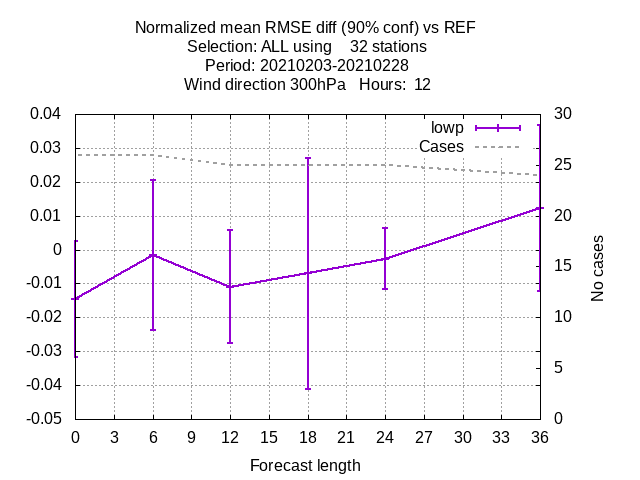 Normalized mean RMSE diff (90% conf) vs REF
Selection: ALL using    32 stations
Period: 20210203-20210228
Wind direction 300hPa   Hours:  12
lowp
Cases
0.04
0.03
0.02
0.01
0
-0.01
-0.02
-0.03
-0.04
-0.05
30
25
20
15
10
5
0
No cases
0 3 6 9 12 15 18 21 24 27 30 33 36
Forecast length